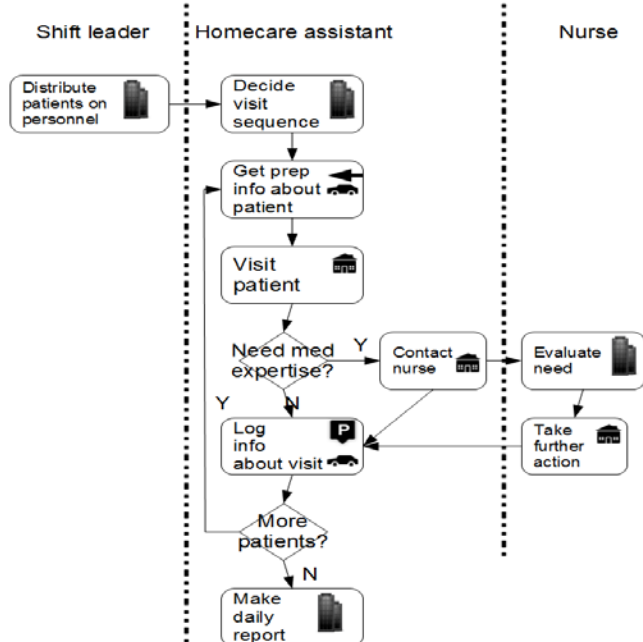 Shift leader
Homecare assistant
Nurse
Distribute
patients on
personnel
Decide
visit
sequence
Get prep
info about
patient
Visit
patient
Need med
expertise?
Y
Contact
nurse
Evaluate
need
Y
N
Log
info
about visit
P
Take
further
action
More
patients?
N
Make
daily
report